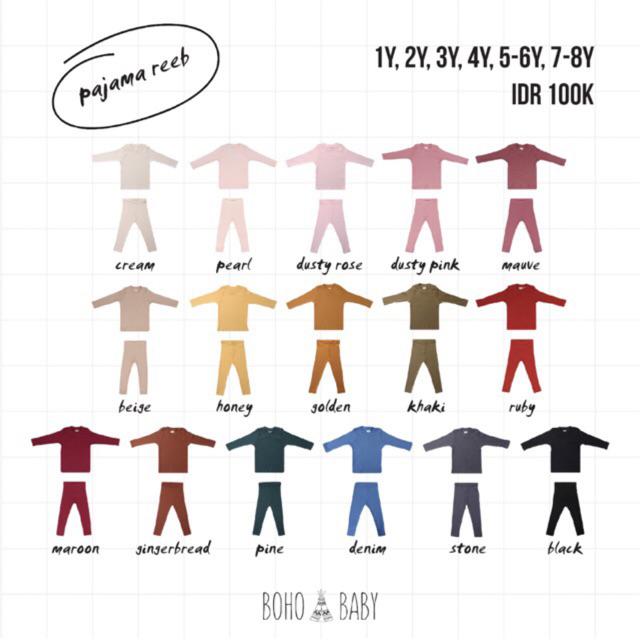 pajama reeb
1Y, 2Y, 3Y, 4Y, 5-6Y, 7-8Y
IDR 100K
cream pearl dusty rose dusty pink mauve
beige honey golden khaki ruby
maroon gingerbread pine denim stone black
BOHO BABY